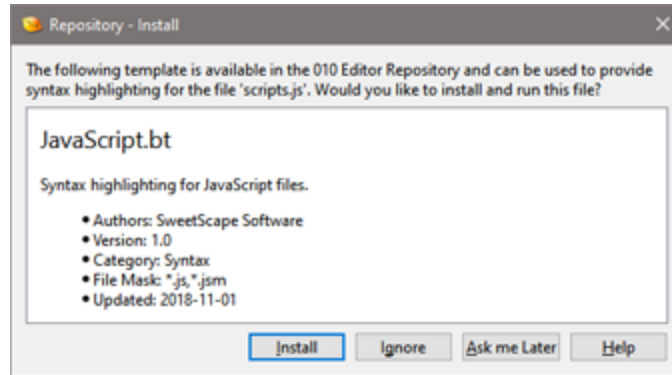 Repository - Install
The following template is available in the 010 Editor Repository and can be used to provide
syntax highlighting for the file 'scripts.js'. Would you like to install and run this file?
JavaScript.bt
Syntax highlighting for JavaScript files.
• Authors: SweetScape Software
• Version: 1.0
• Category: Syntax
• File Mask: *.js,*.jsm
• Updated: 2018-11-01
Install Ignore Ask me Later Help